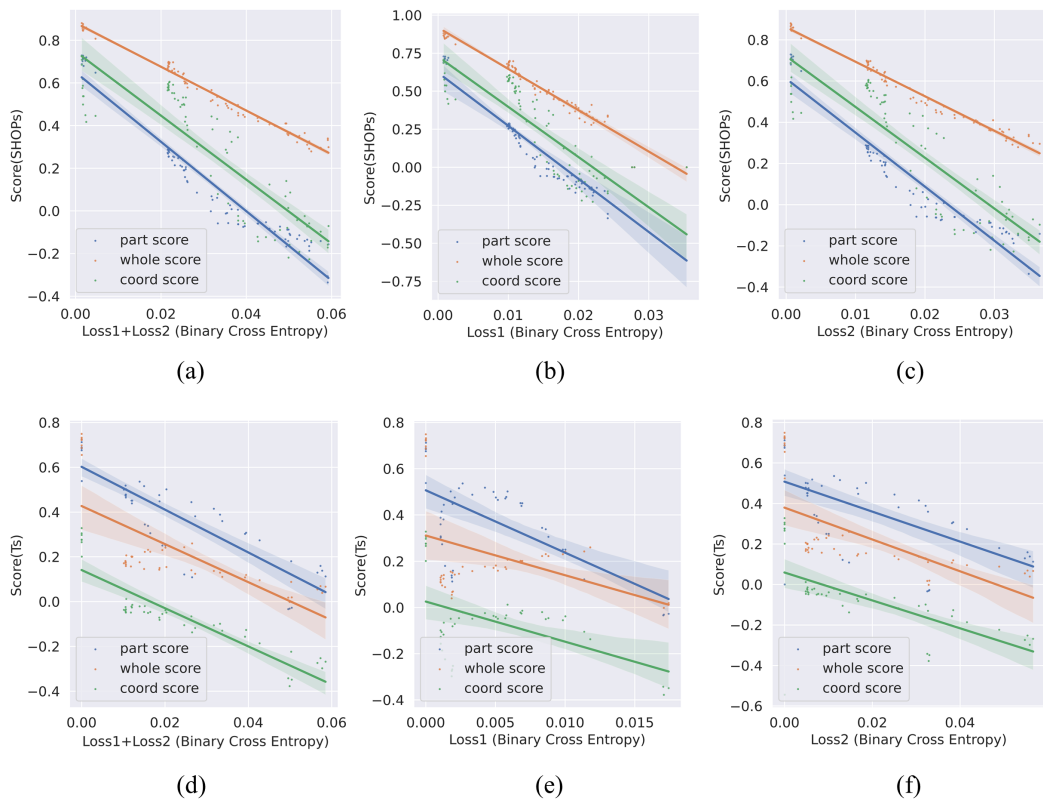 0.8
0.6
0.4
0.2
0.0
−0.2
−0.4
Score(SHOPs)
part score
whole score
coord score
0.00
0.02
0.04
0.06
Loss1+Loss2 (Binary Cross Entropy)
(a)
1.00
0.75
0.50
0.25
0.00
−0.25
−0.50
−0.75
Score(SHOPs)
part score
whole score
coord score
0.00
0.01
0.02
0.03
Loss1 (Binary Cross Entropy)
(b)
0.8
0.6
0.4
0.2
0.0
−0.2
−0.4
Score(SHOPs)
part score
whole score
coord score
0.00
0.01
0.02
0.03
Loss2 (Binary Cross Entropy)
(c)
0.8
0.6
0.4
0.2
0.0
−0.2
−0.4
Score(Ts)
part score
whole score
coord score
0.00
0.02
0.04
0.06
Loss1+Loss2 (Binary Cross Entropy)
(d)
0.8
0.6
0.4
0.2
0.0
−0.2
−0.4
Score(Ts)
part score
whole score
coord score
0.000
0.005
0.010
0.015
Loss1 (Binary Cross Entropy)
(e)
0.8
0.6
0.4
0.2
0.0
−0.2
−0.4
−0.6
Score(Ts)
part score
whole score
coord score
0.00
0.02
0.04
Loss2 (Binary Cross Entropy)
(f)